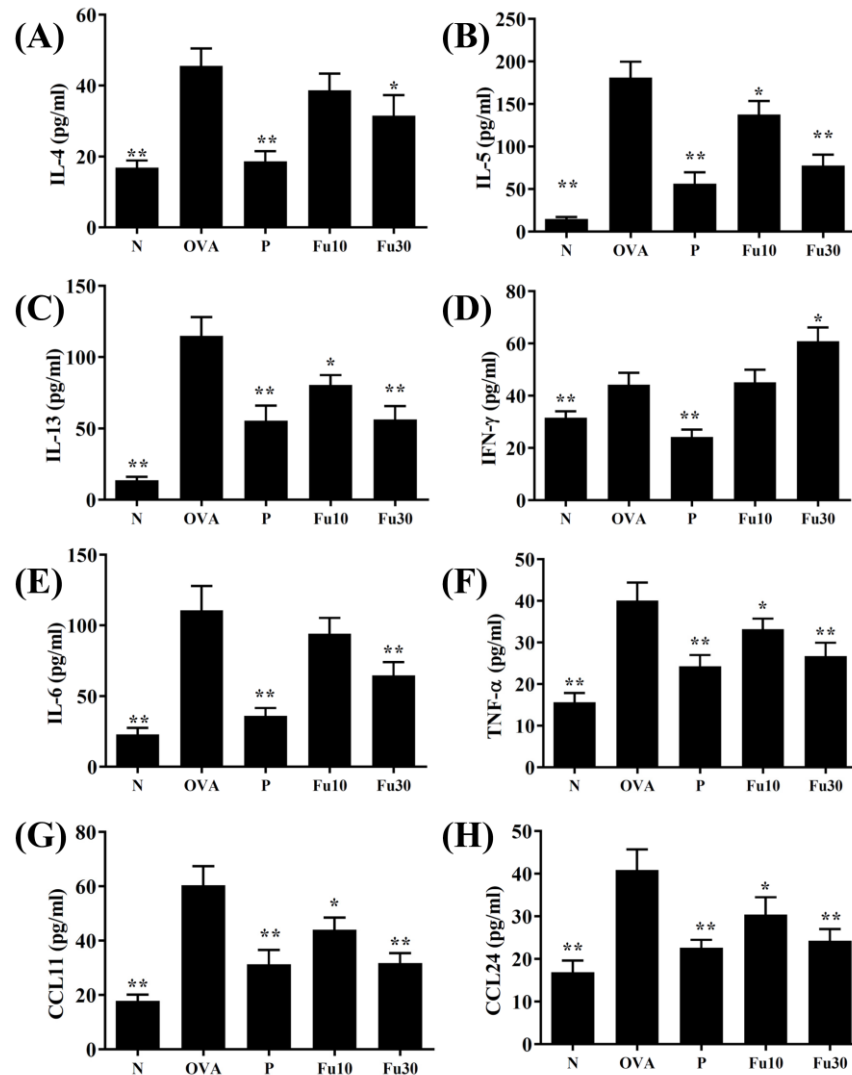 (A)
IL-4 (pg/ml)
60
40
20
0
**
**
*
N OVA P Fu10 Fu30
(B)
IL-5 (pg/ml)
250
200
150
100
50
0
**
**
*
**
N OVA P Fu10 Fu30
(C)
IL-13 (pg/ml)
150
100
50
0
**
**
*
**
N OVA P Fu10 Fu30
(D)
IFN-γ (pg/ml)
80
60
40
20
0
**
**
*
N OVA P Fu10 Fu30
(E)
IL-6 (pg/ml)
150
100
50
0
**
**
**
N OVA P Fu10 Fu30
(F)
TNF-α (pg/ml)
50
40
30
20
10
0
**
**
*
**
N OVA P Fu10 Fu30
(G)
CCL11 (pg/ml)
80
60
40
20
0
**
**
*
**
N OVA P Fu10 Fu30
(H)
CCL24 (pg/ml)
50
40
30
20
10
0
**
**
*
**
N OVA P Fu10 Fu30